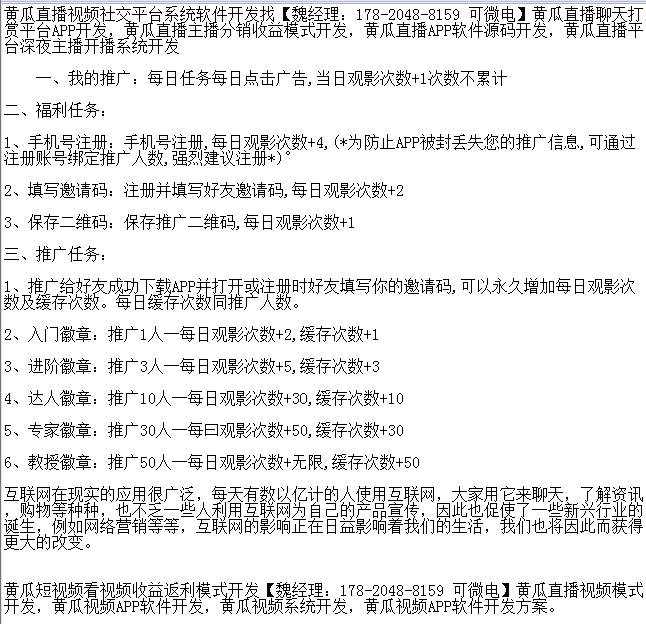 黄瓜直播视频社交平台系统软件开发找【魏经理：178-2048-8159 可微电】黄瓜直播聊天打
赏平台APP开发，黄瓜直播主播分销收益模式开发，黄瓜直播APP软件源码开发，黄瓜直播平
台深夜主播开播系统开发
一、我的推广：每日任务每日点击广告,当日观影次数+1次数不累计
二、福利任务：
1、手机号注册：手机号注册,每日观影次数+4,(*为防止APP被封丢失您的推广信息,可通过
注册账号绑定推广人数,强烈建议注册*)°
2、填写邀请码：注册并填写好友邀请码,每日观影次数+2
3、保存二维码：保存推广二维码,每日观影次数+1
三、推广任务：
1、推广给好友成功下载APP并打开或注册时好友填写你的邀请码,可以永久增加每日观影次
数及缓存次数。每日缓存次数同推广人数。
2、入门徽章：推广1人一每日观影次数+2,缓存次数+1
3、进阶徽章：推广3人一每日观影次数+5,缓存次数+3
4、达人徽章：推广10人一每日观影次数+30,缓存次数+10
5、专家徽章：推广30人一每曰观影次数+50,缓存次数+30
6、教授徽章：推广50人一每日观影次数+无限,缓存次数+50
互联网在现实的应用很广泛，每天有数以亿计的人使用互联网，大家用它来聊天，了解资讯
，购物等种种，也不乏一些人利用互联网为自己的产品宣传，因此也促使了一些新兴行业的
诞生，例如网络营销等等，互联网的影响正在日益影响着我们的生活，我们也将因此而获得
更大的改变。
黄瓜短视频看视频收益返利模式开发【魏经理：178-2048-8159 可微电】黄瓜直播视频模式
开发，黄瓜视频APP软件开发，黄瓜视频系统开发，黄瓜视频APP软件开发方案。